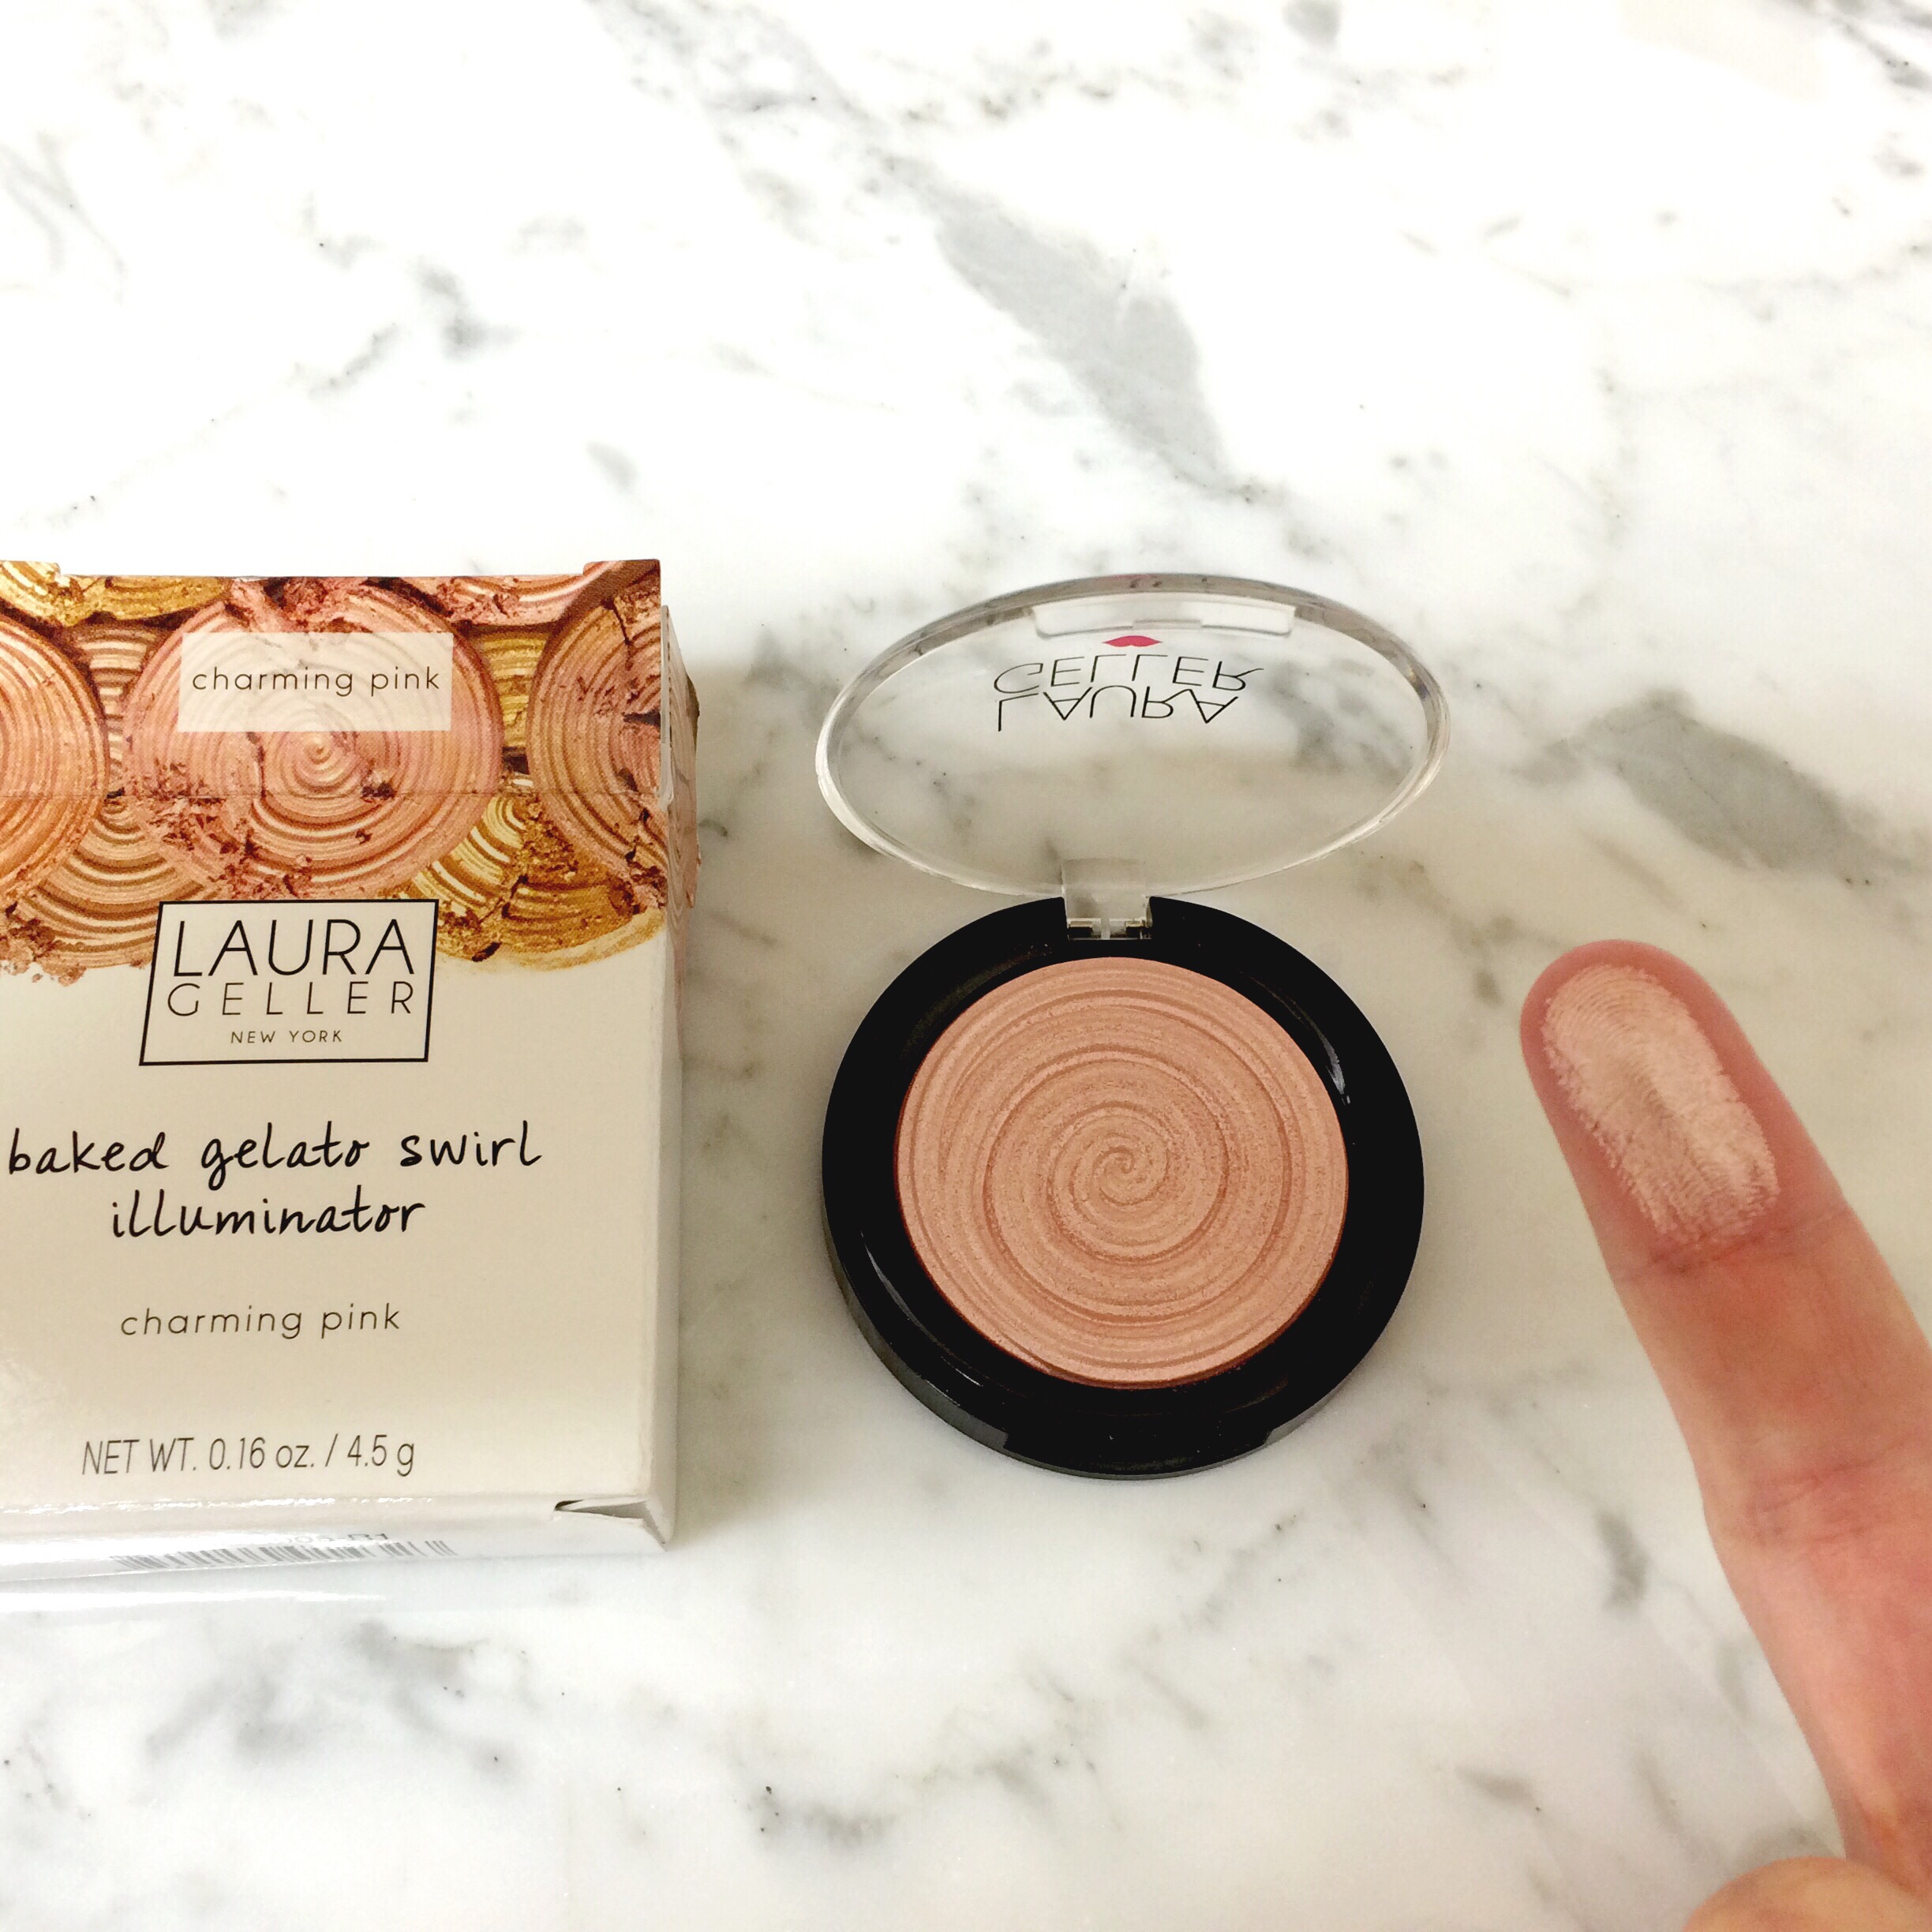 charming pink
LAURA
GELLER
NEW YORK
baked gelato swirl
illuminator
charming pink
NET WT. 0.16 oz. / 4.5 g
LAURA
GELLER